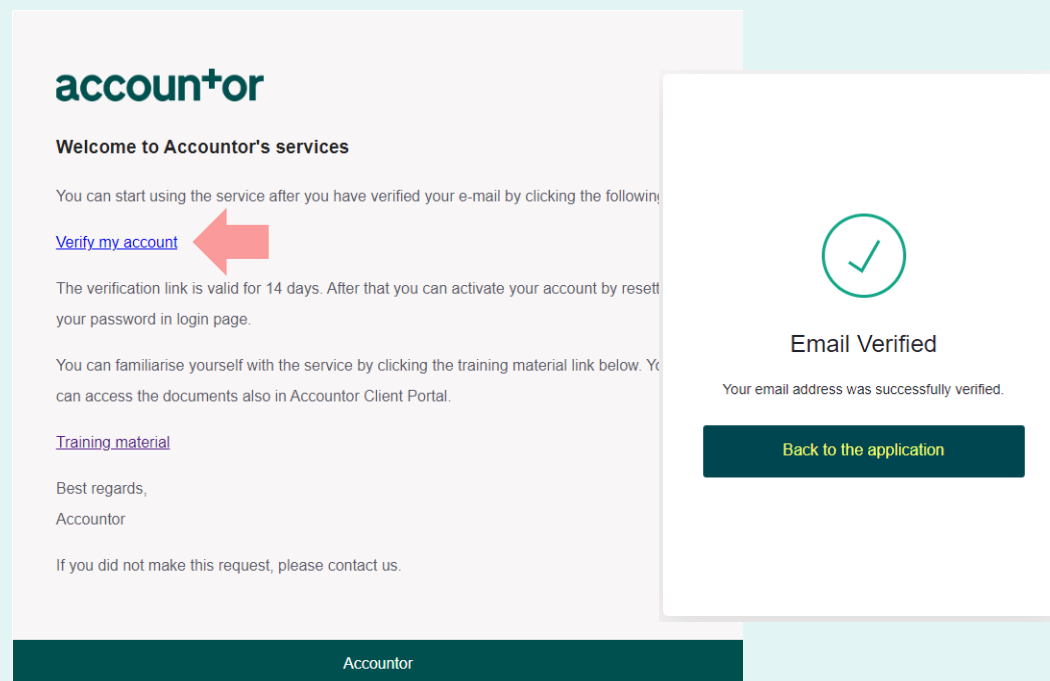 accountor
Welcome to Accountor's services
You can start using the service after you have verified your e-mail by clicking the following
Verify my account
The verification link is valid for 14 days. After that you can activate your account by resett
your password in login page.
You can familiarise yourself with the service by clicking the training material link below. Yo
can access the documents also in Accountor Client Portal.
Training material
Best regards,
Accountor
If you did not make this request, please contact us.
Accountor
Email Verified
Your email address was successfully verified.
Back to the application